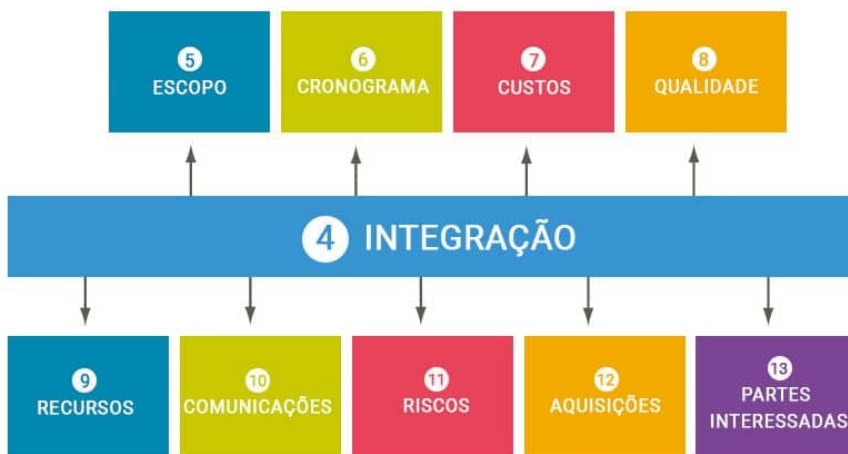 5
ESCOPO
6
CRONOGRAMA
7
CUSTOS
8
QUALIDADE
4 INTEGRAÇÃO
9
RECURSOS
10
COMUNICAÇÕES
11
RISCOS
12
AQUISIÇÕES
13
PARTES
INTERESSADAS